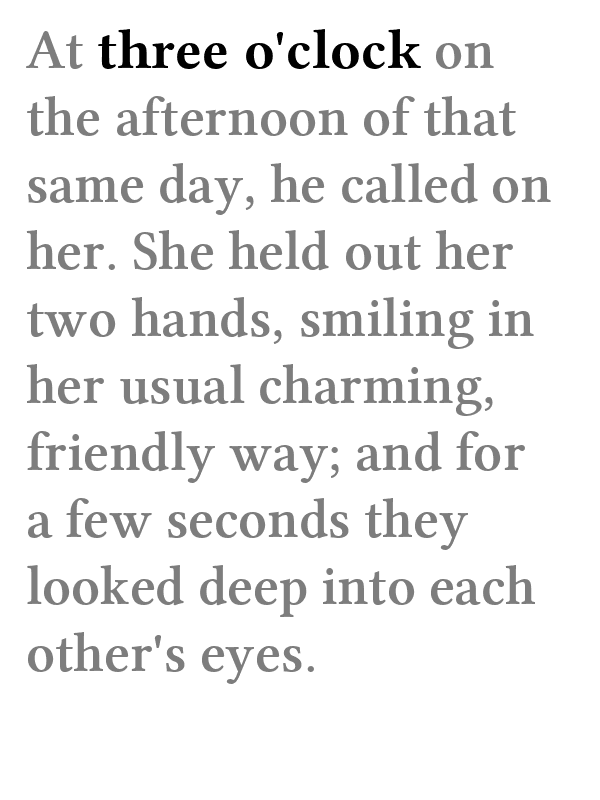 At three o'clock on
the afternoon of that
same day, he called on
her. She held out her
two hands, smiling in
her usual charming,
friendly way; and for
a few seconds they
looked deep into each
other's eyes.